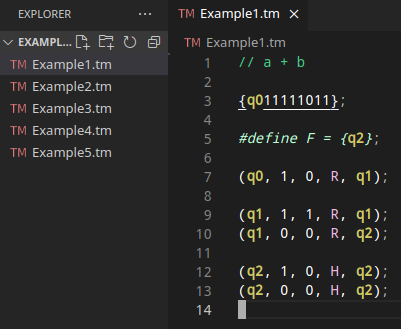 EXPLORER ...
EXAMPL...
TM Example1.tm
TM Example2.tm
TM Example3.tm
TM Example4.tm
TM Example5.tm
TM Example1.tm ×
TM Example1.tm
1 // a + b
2
3 {q011111011};
4
5 #define F = {q2};
6
7 (q0, 1, 0, R, q1);
8
9 (q1, 1, 1, R, q1);
10 (q1, 0, 0, R, q2);
11
12 (q2, 1, 0, H, q2);
13 (q2, 0, 0, H, q2);
14